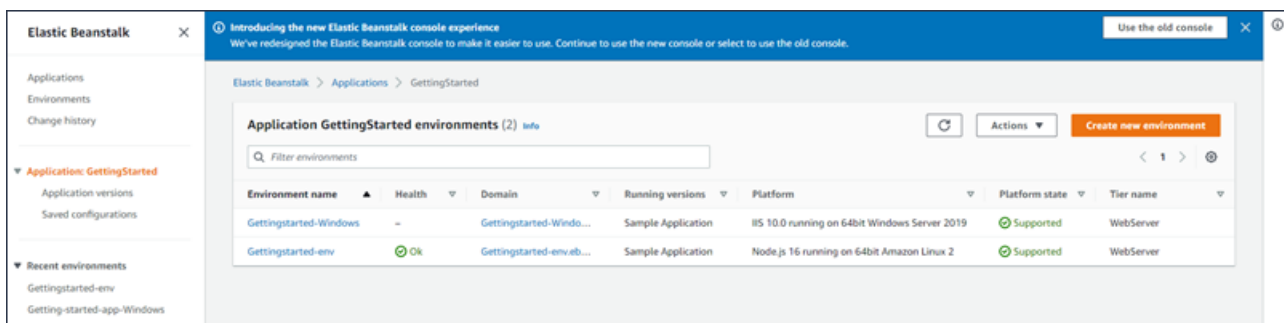 Elastic Beanstalk
Applications
Environments
Change history
Application: GettingStarted
Application versions
Saved configurations
Recent environments
Gettingstarted-env
Getting-started-app-Windows
Introducing the new Elastic Beanstalk console experience
We've redesigned the Elastic Beanstalk console to make it easier to use. Continue to use the new console or select to use the old console.
Use the old console
Elastic Beanstalk > Applications > GettingStarted
Application GettingStarted environments (2) Info
Actions
Create new environment
Filter environments
1
Environment name Health Domain Running versions Platform Platform state Tier name
Gettingstarted-Windows – Gettingstarted-Windo... Sample Application IIS 10.0 running on 64bit Windows Server 2019 Supported WebServer
Gettingstarted-env Ok Gettingstarted-env.eb... Sample Application Node.js 16 running on 64bit Amazon Linux 2 Supported WebServer